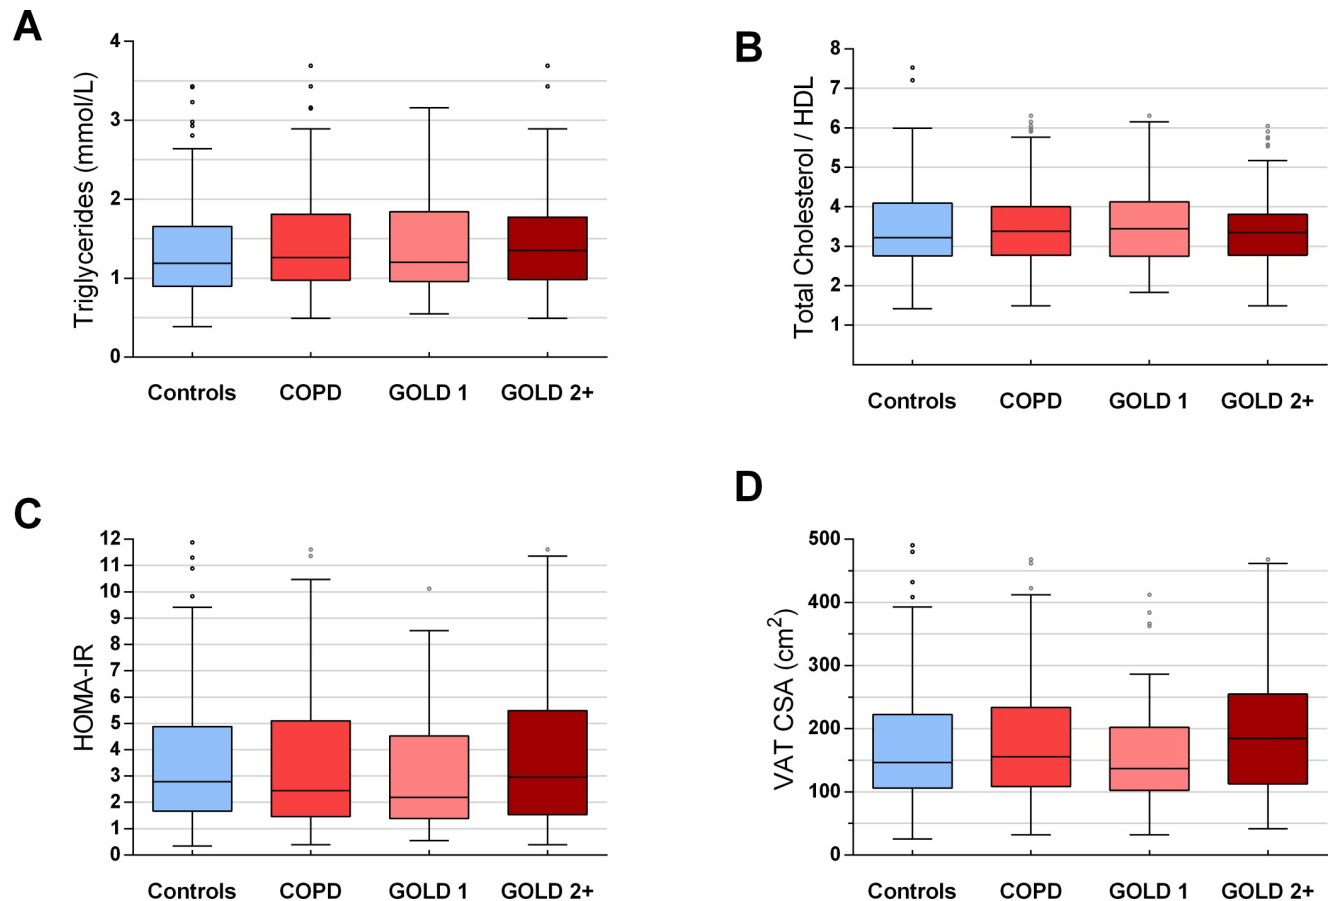 A
Triglycerides (mmol/L)
4
3
2
1
0
Controls COPD GOLD 1 GOLD 2+
B
Total Cholesterol / HDL
8
7
6
5
4
3
2
1
Controls COPD GOLD 1 GOLD 2+
C
HOMA-IR
12
11
10
9
8
7
6
5
4
3
2
1
0
Controls COPD GOLD 1 GOLD 2+
D
VAT CSA (cm²)
500
400
300
200
100
0
Controls COPD GOLD 1 GOLD 2+